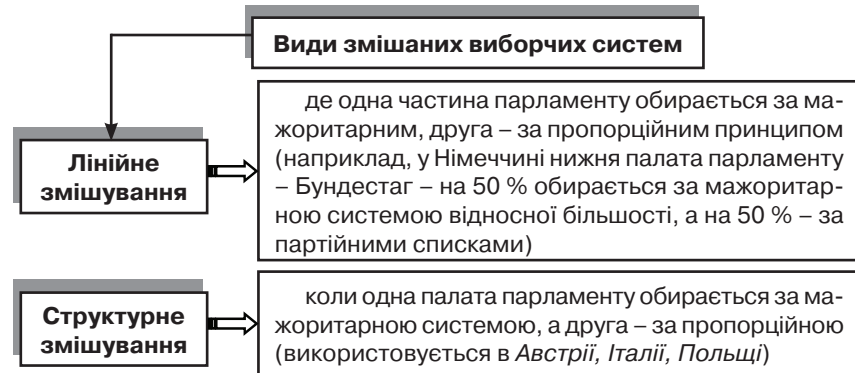 Види змішаних виборчих систем
де одна частина парламенту обирається за ма-
жоритарним, друга – за пропорційним принципом
(наприклад, у Німеччині нижня палата парламенту
– Бундестаг – на 50 % обирається за мажоритар-
ною системою відносної більшості, а на 50 % – за
партійними списками)
Лінійне
змішування
коли одна палата парламенту обирається за ма-
жоритарною системою, а друга – за пропорційною
(використовується в Австрії, Італії, Польщі)
Структурне
змішування